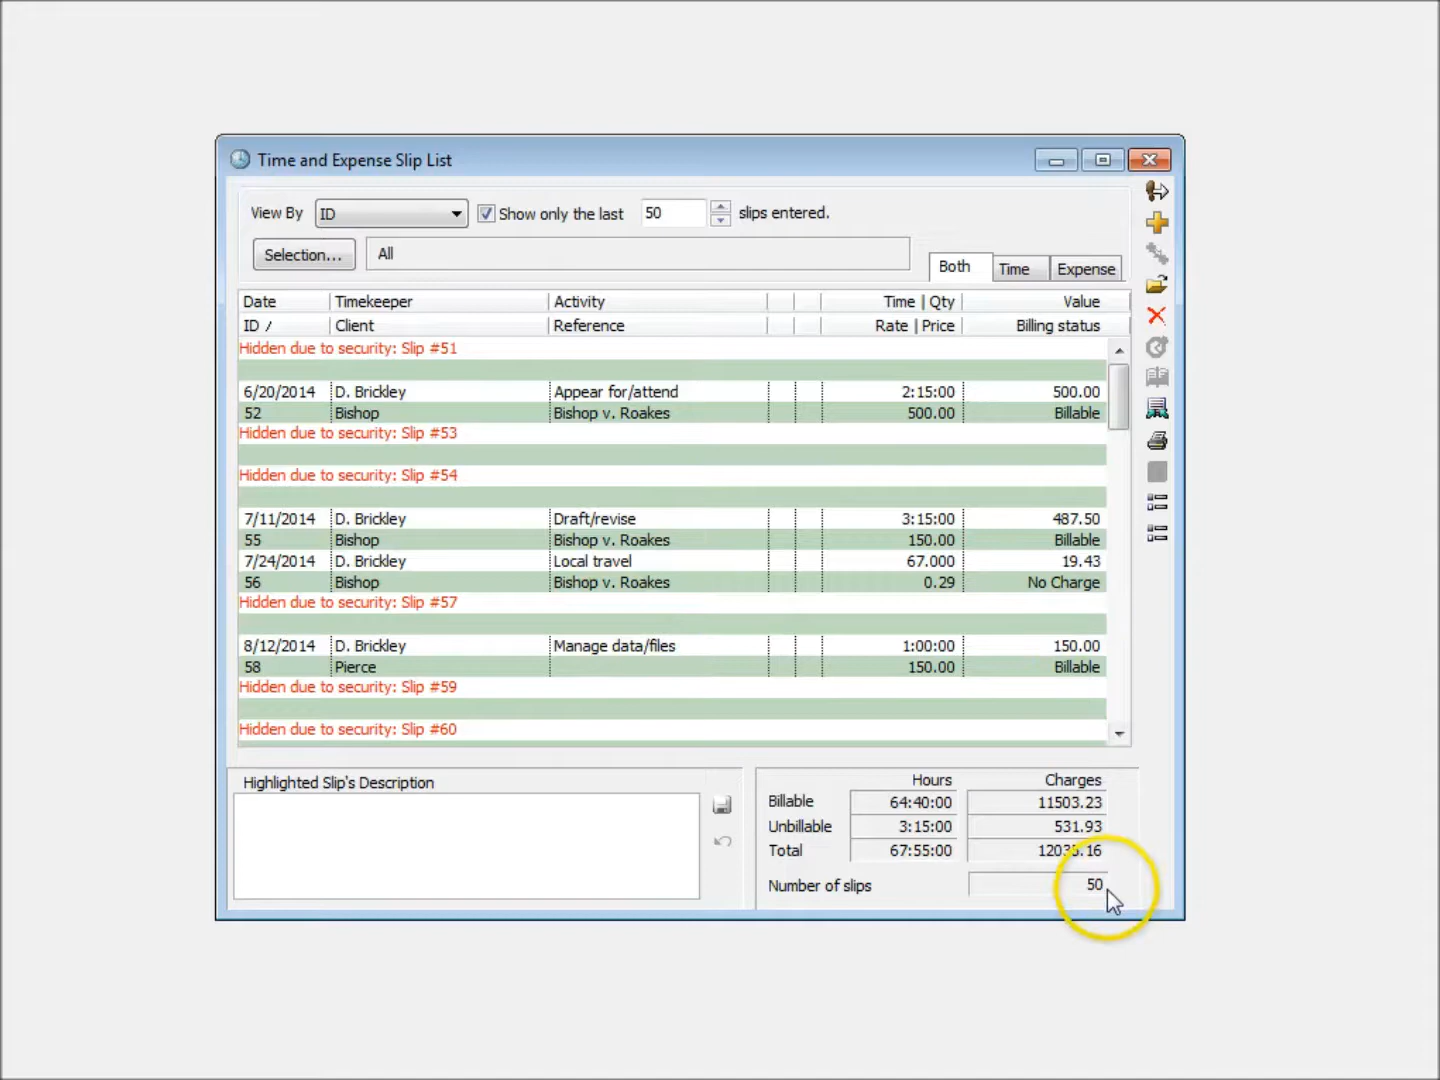 Time and Expense Slip List
View By ID Show only the last 50 slips entered.
Selection... All
Both Time Expense
Date Timekeeper Activity Time | Qty Value
ID / Client Reference Rate | Price Billing status
Hidden due to security: Slip #51
6/20/2014 D. Brickley Appear for/attend 2:15:00 500.00
52 Bishop Bishop v. Roakes 500.00 Billable
Hidden due to security: Slip #53
Hidden due to security: Slip #54
7/11/2014 D. Brickley Draft/revise 3:15:00 487.50
55 Bishop Bishop v. Roakes 150.00 Billable
7/24/2014 D. Brickley Local travel 67.000 19.43
56 Bishop Bishop v. Roakes 0.29 No Charge
Hidden due to security: Slip #57
8/12/2014 D. Brickley Manage data/files 1:00:00 150.00
58 Pierce 150.00 Billable
Hidden due to security: Slip #59
Hidden due to security: Slip #60
Highlighted Slip's Description
Hours Charges
Billable 64:40:00 11503.23
Unbillable 3:15:00 531.93
Total 67:55:00 12035.16
Number of slips 50